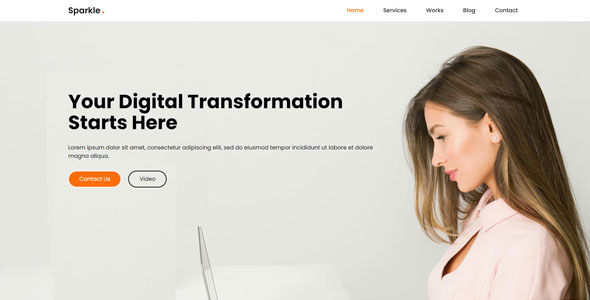 Sparkle.
Home Services Works Blog Contact
Your Digital Transformation
Starts Here
Lorem ipsum dolor sit amet, consectetur adipiscing elit, sed do eiusmod tempor incididunt ut labore et dolore
magna aliqua.
Contact Us Video